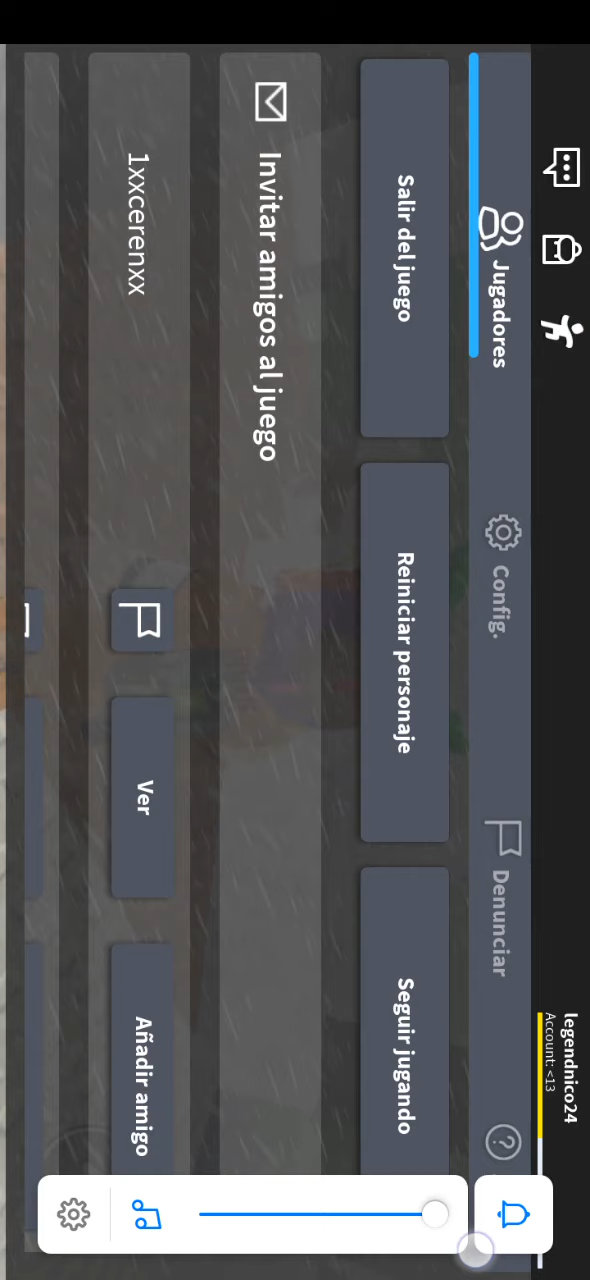 legendnico24
Account: <13
Jugadores
Config.
Denunciar
Salir del juego
Reiniciar personaje
Seguir jugando
Invitar amigos al juego
1xxcerenxx
Ver
Añadir amigo